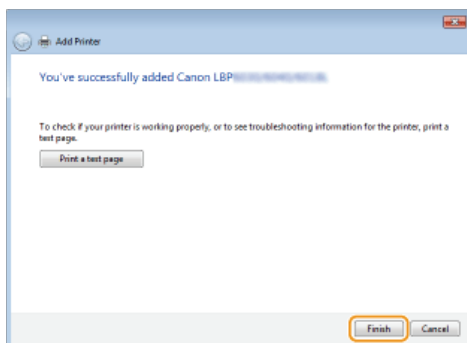 Add Printer
You've successfully added Canon LBP
To check if your printer is working properly, or to see troubleshooting information for the printer, print a
test page.
Print a test page
Finish Cancel